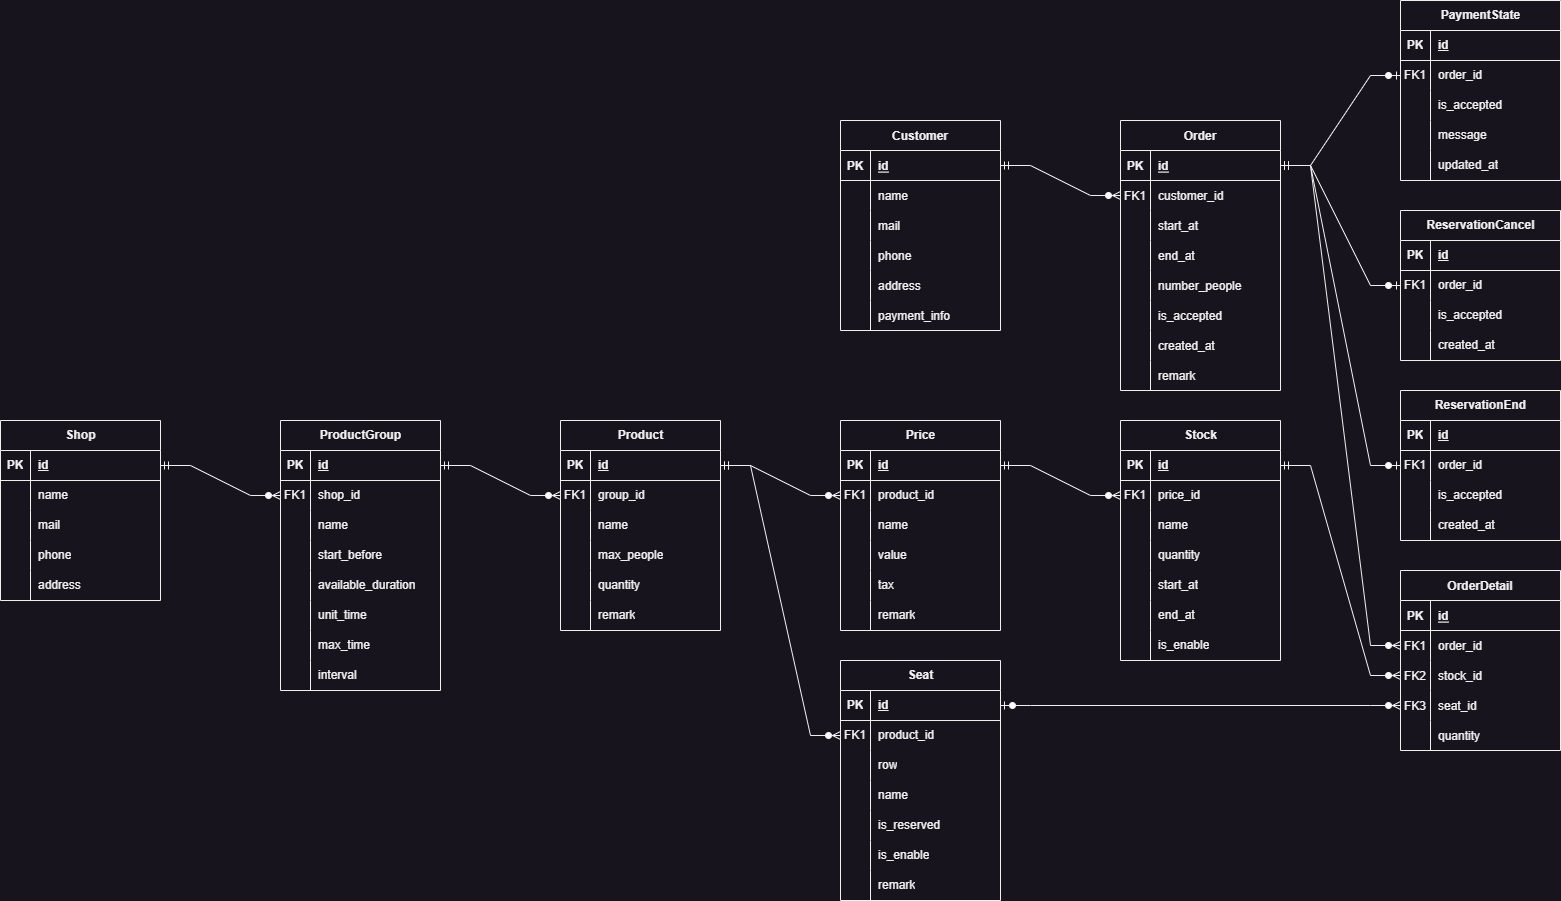 PaymentState
PK id
FK1 order_id
is_accepted
message
updated_at
Customer
PK id
name
mail
phone
address
payment_info
Order
PK id
FK1 customer_id
start_at
end_at
number_people
is_accepted
created_at
remark
ReservationCancel
PK id
FK1 order_id
is_accepted
created_at
ReservationEnd
PK id
FK1 order_id
is_accepted
created_at
Shop
PK id
name
mail
phone
address
ProductGroup
PK id
FK1 shop_id
name
start_before
available_duration
unit_time
max_time
interval
Product
PK id
FK1 group_id
name
max_people
quantity
remark
Price
PK id
FK1 product_id
name
value
tax
remark
Stock
PK id
FK1 price_id
name
quantity
start_at
end_at
is_enable
OrderDetail
PK id
FK1 order_id
FK2 stock_id
FK3 seat_id
quantity
Seat
PK id
FK1 product_id
row
name
is_reserved
is_enable
remark